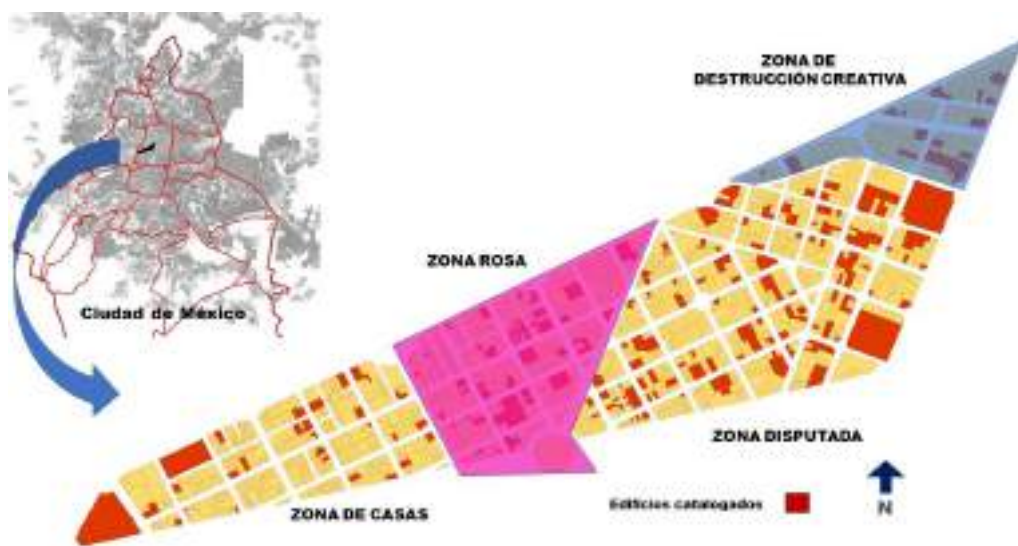 ZONA DE
DESTRUCCIÓN CREATIVA
ZONA ROSA
Ciudad de México
ZONA DISPUTADA
ZONA DE CASAS
Edificios catalogados
N